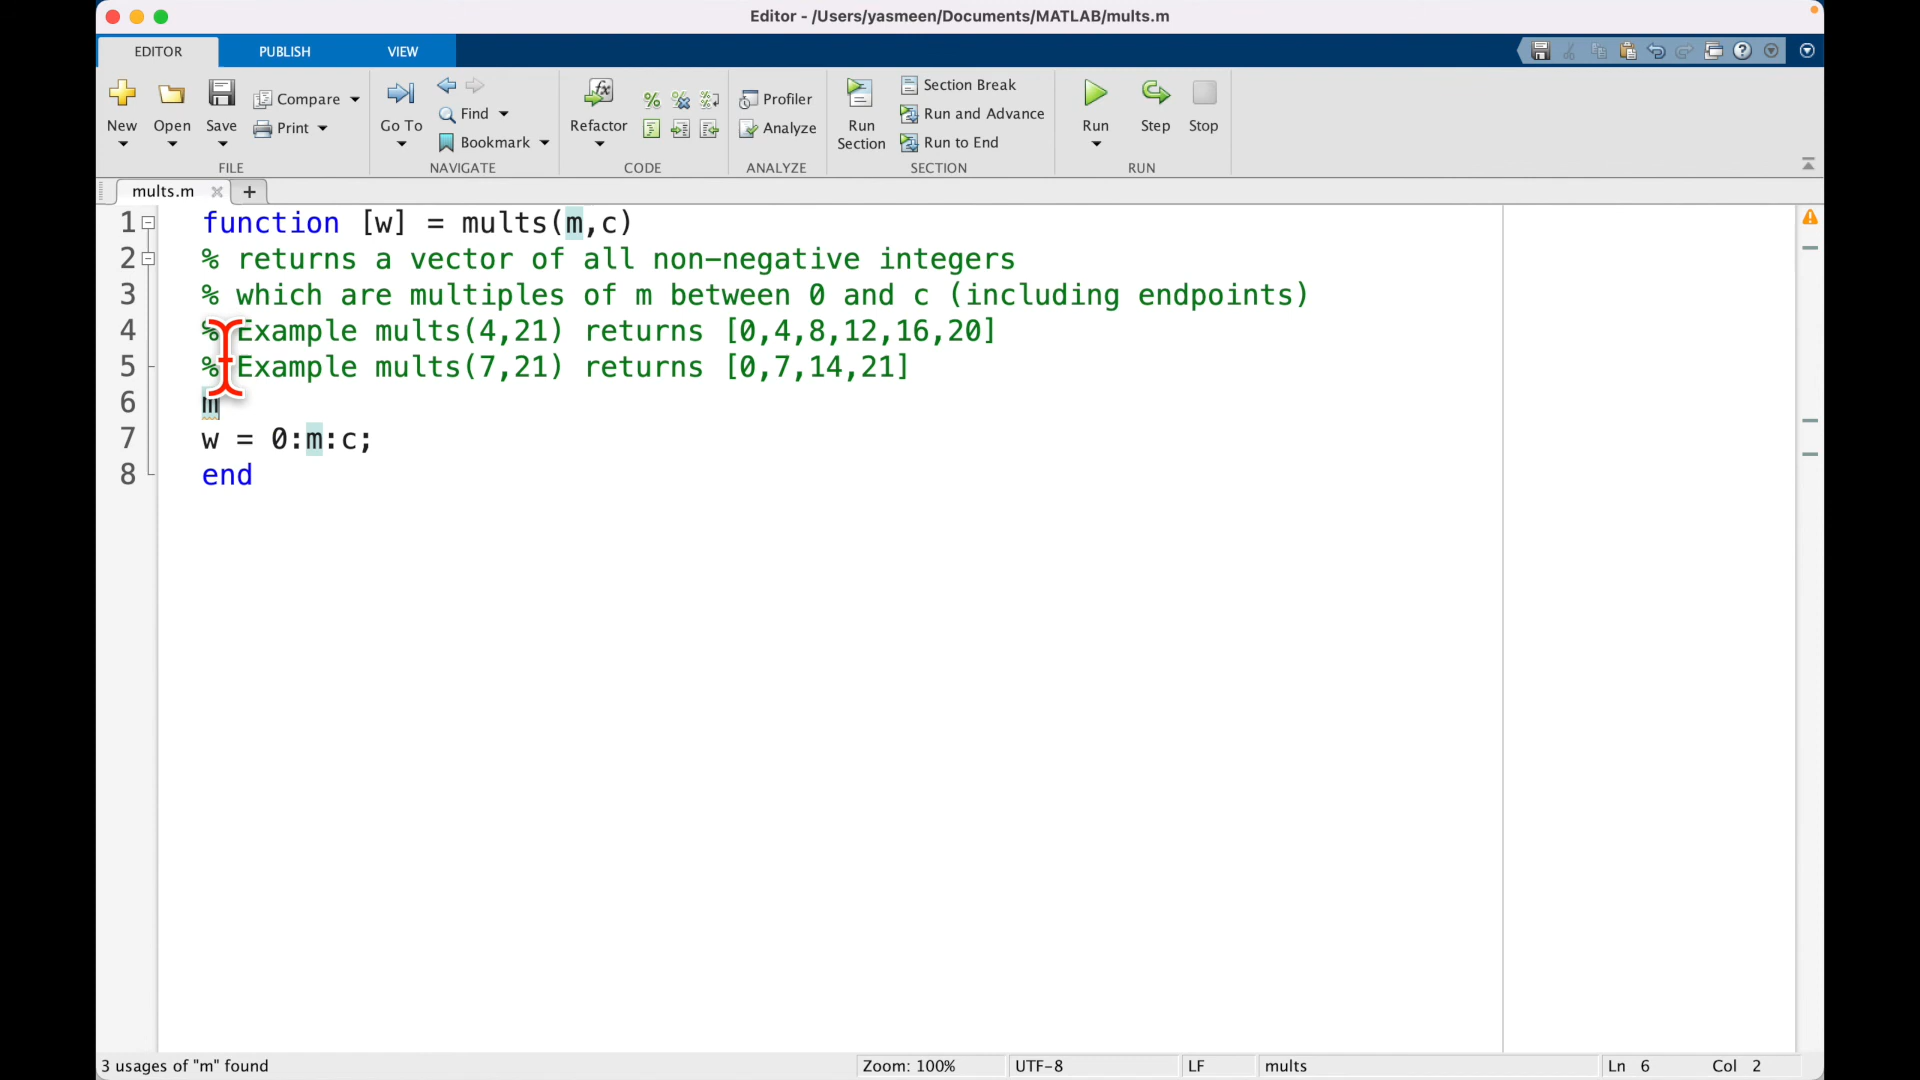 Editor - /Users/yasmeen/Documents/MATLAB/mults.m
EDITOR PUBLISH VIEW
New Open Save Compare Print
FILE
Go To Find Bookmark
NAVIGATE
Refactor
CODE
Profiler Analyze
ANALYZE
Run Section Section Break Run and Advance Run to End
SECTION
Run Step Stop
RUN
mults.m
1 function [w] = mults(m,c)
2 % returns a vector of all non-negative integers
3 % which are multiples of m between 0 and c (including endpoints)
4 % Example mults(4,21) returns [0,4,8,12,16,20]
5 % Example mults(7,21) returns [0,7,14,21]
6 m
7 w = 0:m:c;
8 end
3 usages of "m" found Zoom: 100% UTF-8 LF mults Ln 6 Col 2